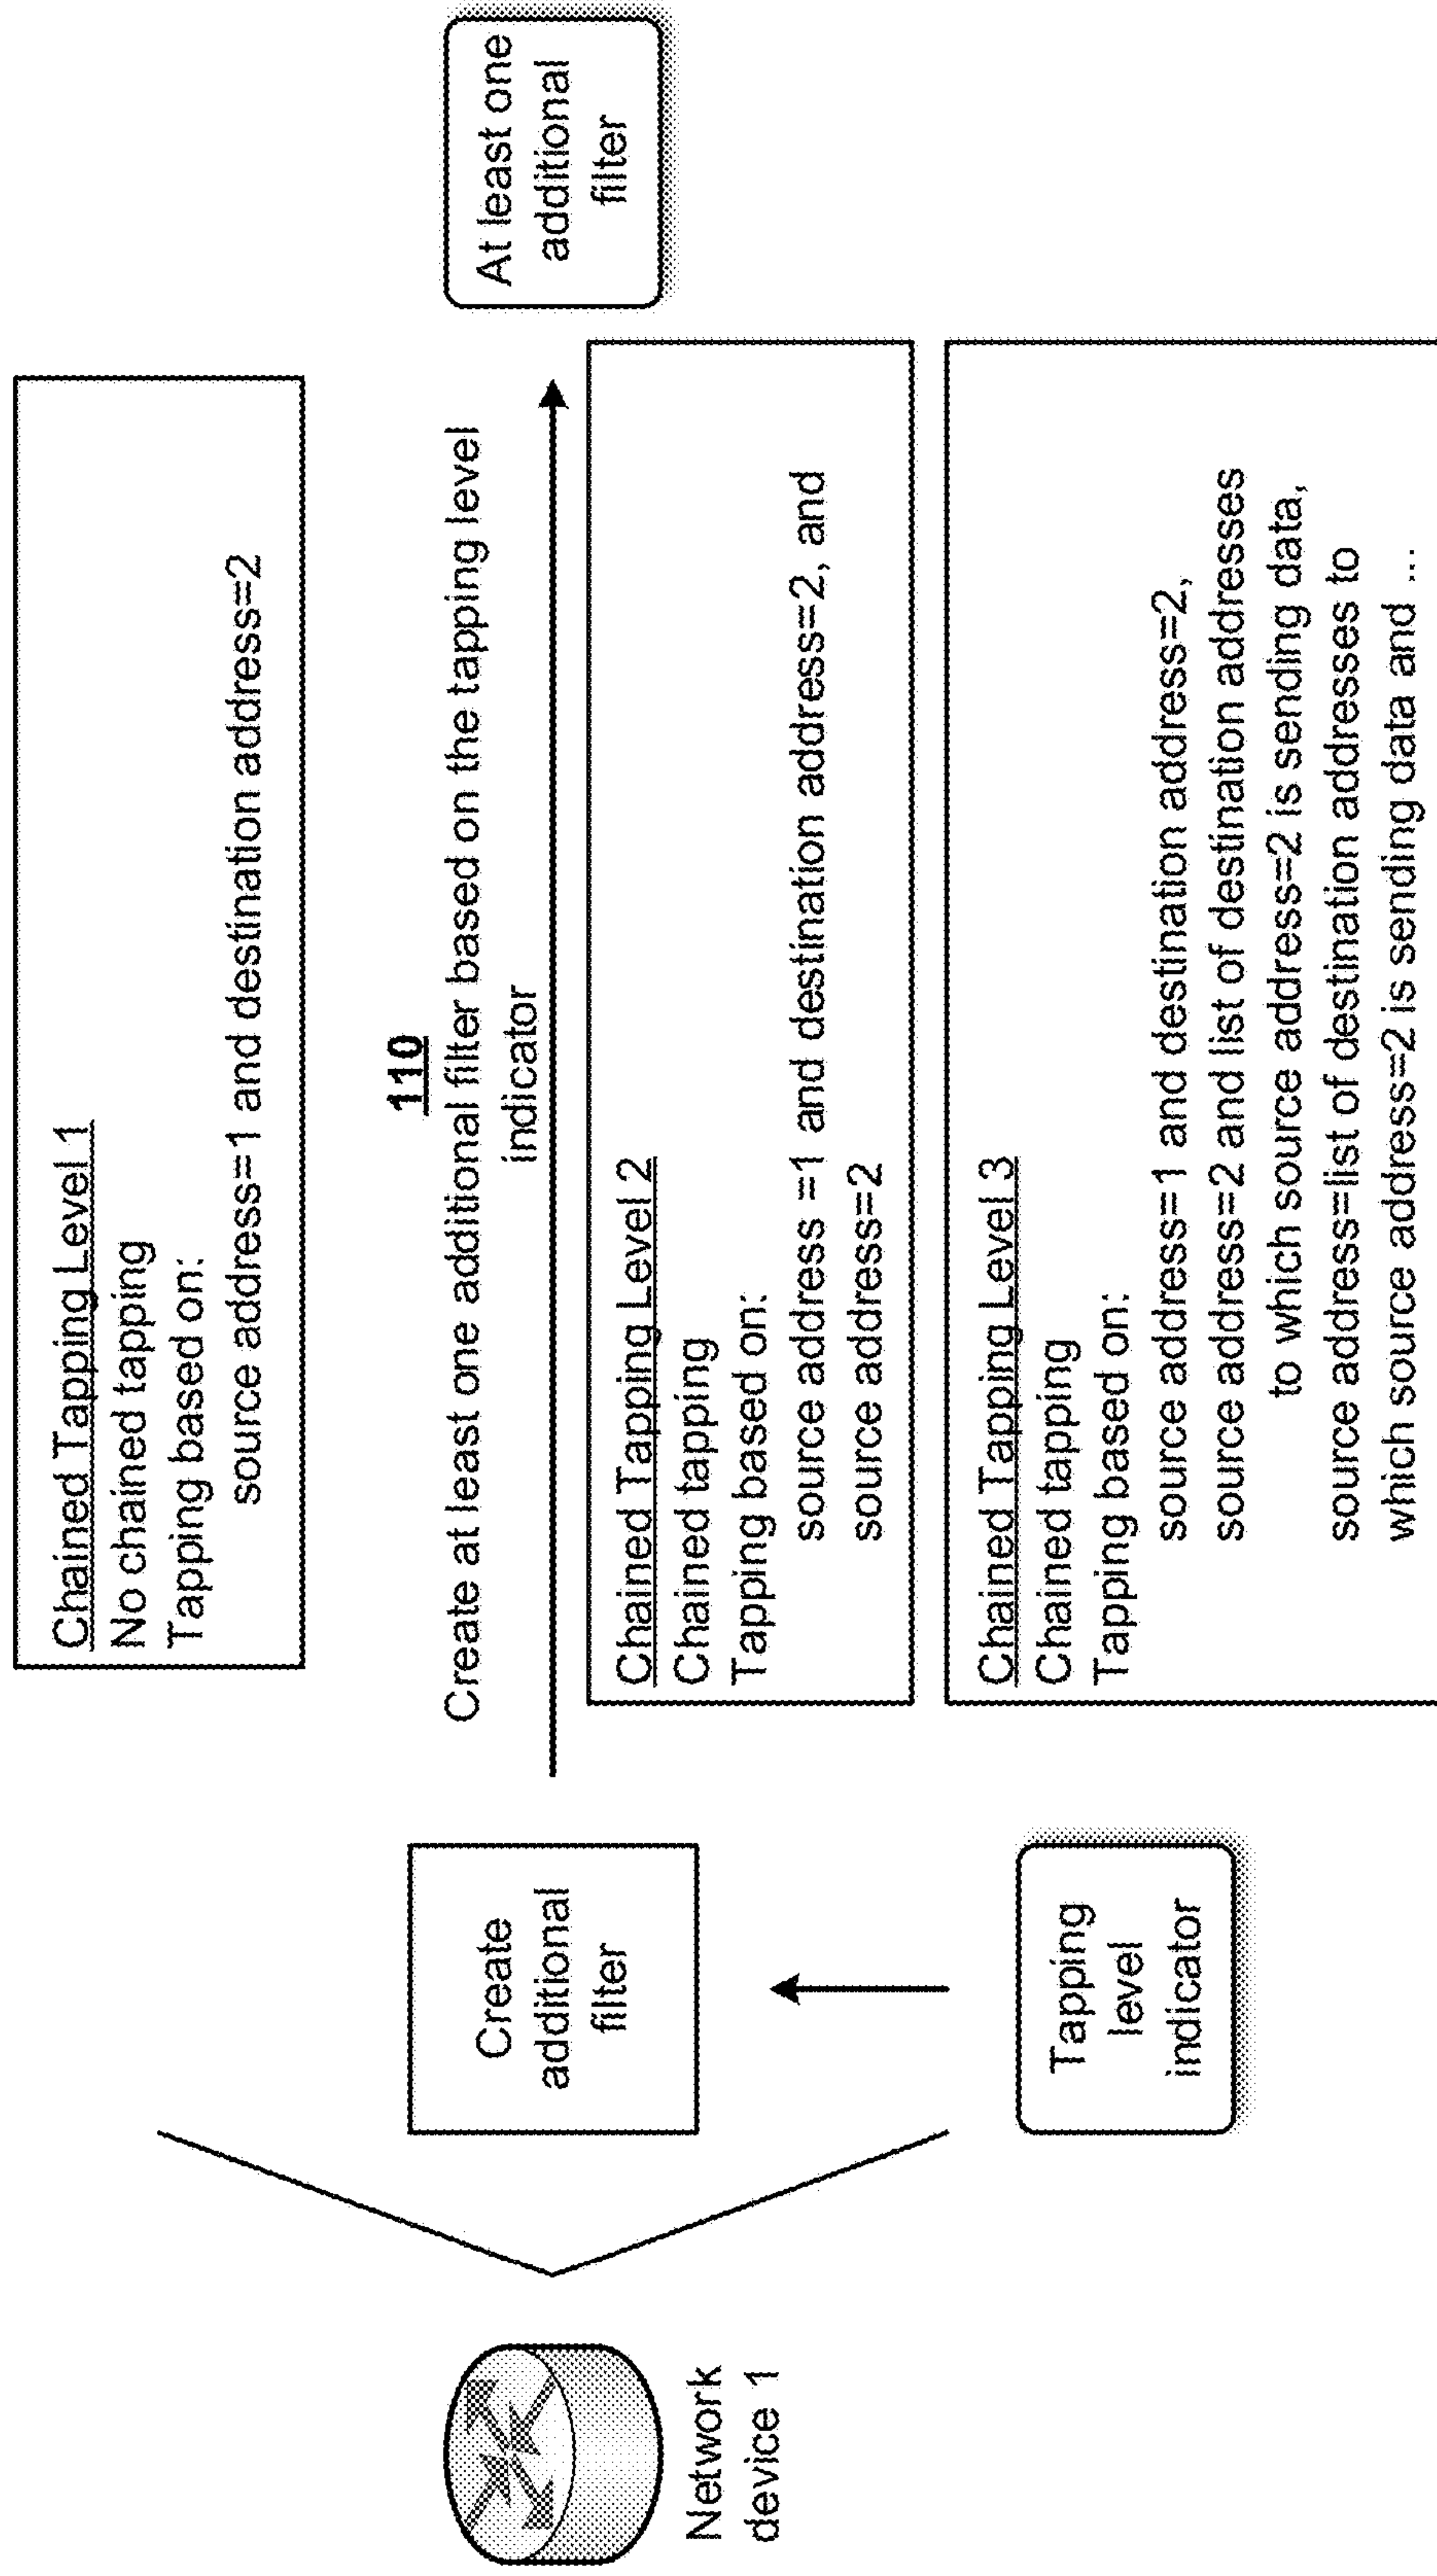 Chained Tapping Level 1
No chained tapping
Tapping based on:
source address=1 and destination address=2
110
Create at least one additional filter based on the tapping level
indicator
At least one
additional
filter
Create
additional
filter
Network
device 1
Tapping
level
indicator
Chained Tapping Level 2
Chained tapping
Tapping based on:
source address =1 and destination address=2, and
source address=2
Chained Tapping Level 3
Chained tapping
Tapping based on:
source address=1 and destination address=2,
source address=2 and list of destination addresses
to which source address=2 is sending data,
source address=list of destination addresses to
which source address=2 is sending data and ...